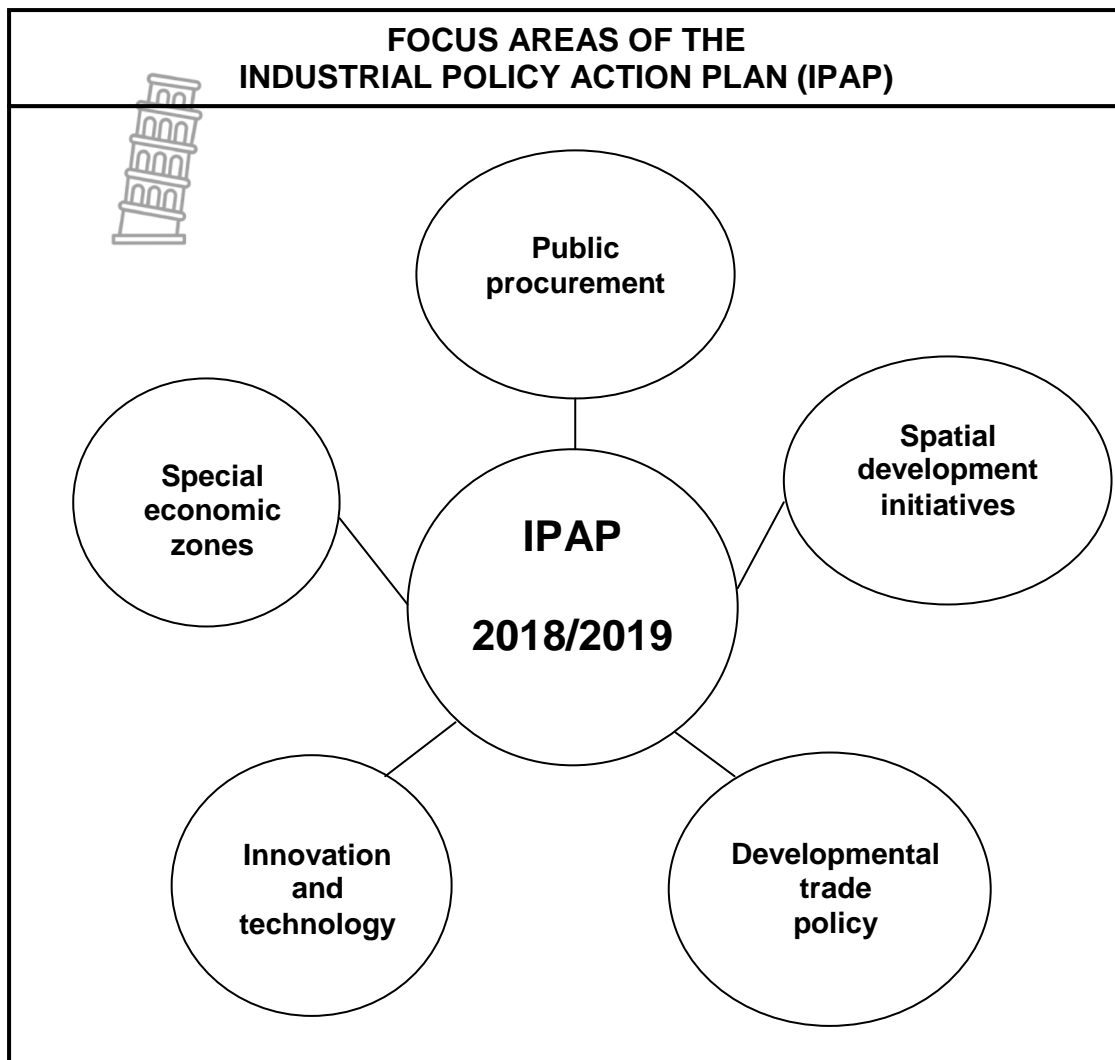 FOCUS AREAS OF THE
INDUSTRIAL POLICY ACTION PLAN (IPAP)
Public
procurement
Spatial
development
initiatives
Special
economic
zones
IPAP
2018/2019
Innovation
and
technology
Developmental
trade
policy